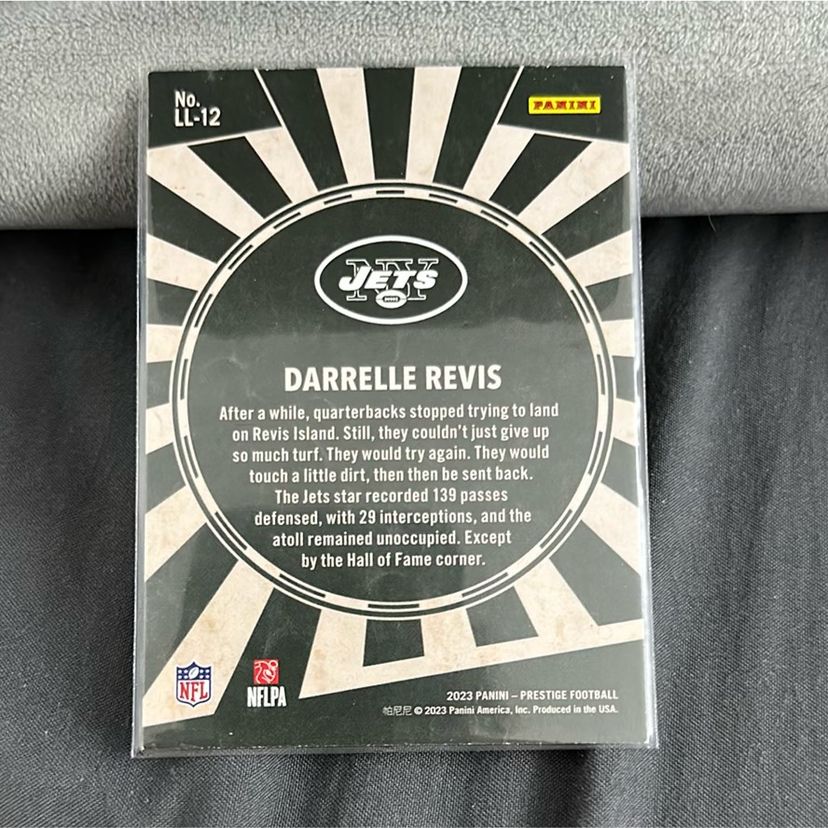 No.
LL-12
PANINI
NY
JETS
DARRELLE REVIS
After a while, quarterbacks stopped trying to land
on Revis Island. Still, they couldn't just give up
so much turf. They would try again. They would
touch a little dirt, then then be sent back.
The Jets star recorded 139 passes
defensed, with 29 interceptions, and the
atoll remained unoccupied. Except
by the Hall of Fame corner.
NFL
NFLPA
2023 PANINI – PRESTIGE FOOTBALL
帕尼尼 © 2023 Panini America, Inc. Produced in the USA.